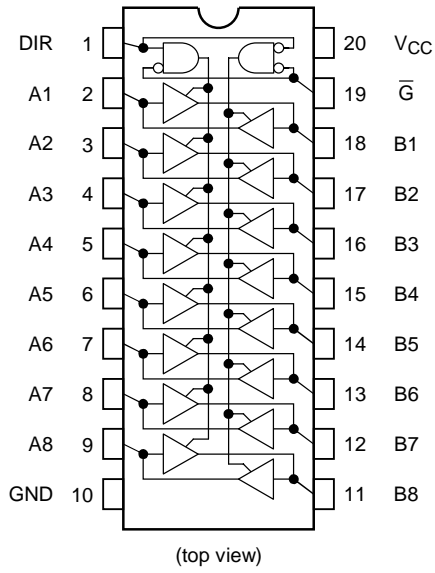 DIR 1 20 VCC
A1 2 19 G̅
A2 3 18 B1
A3 4 17 B2
A4 5 16 B3
A5 6 15 B4
A6 7 14 B5
A7 8 13 B6
A8 9 12 B7
GND 10 11 B8
(top view)